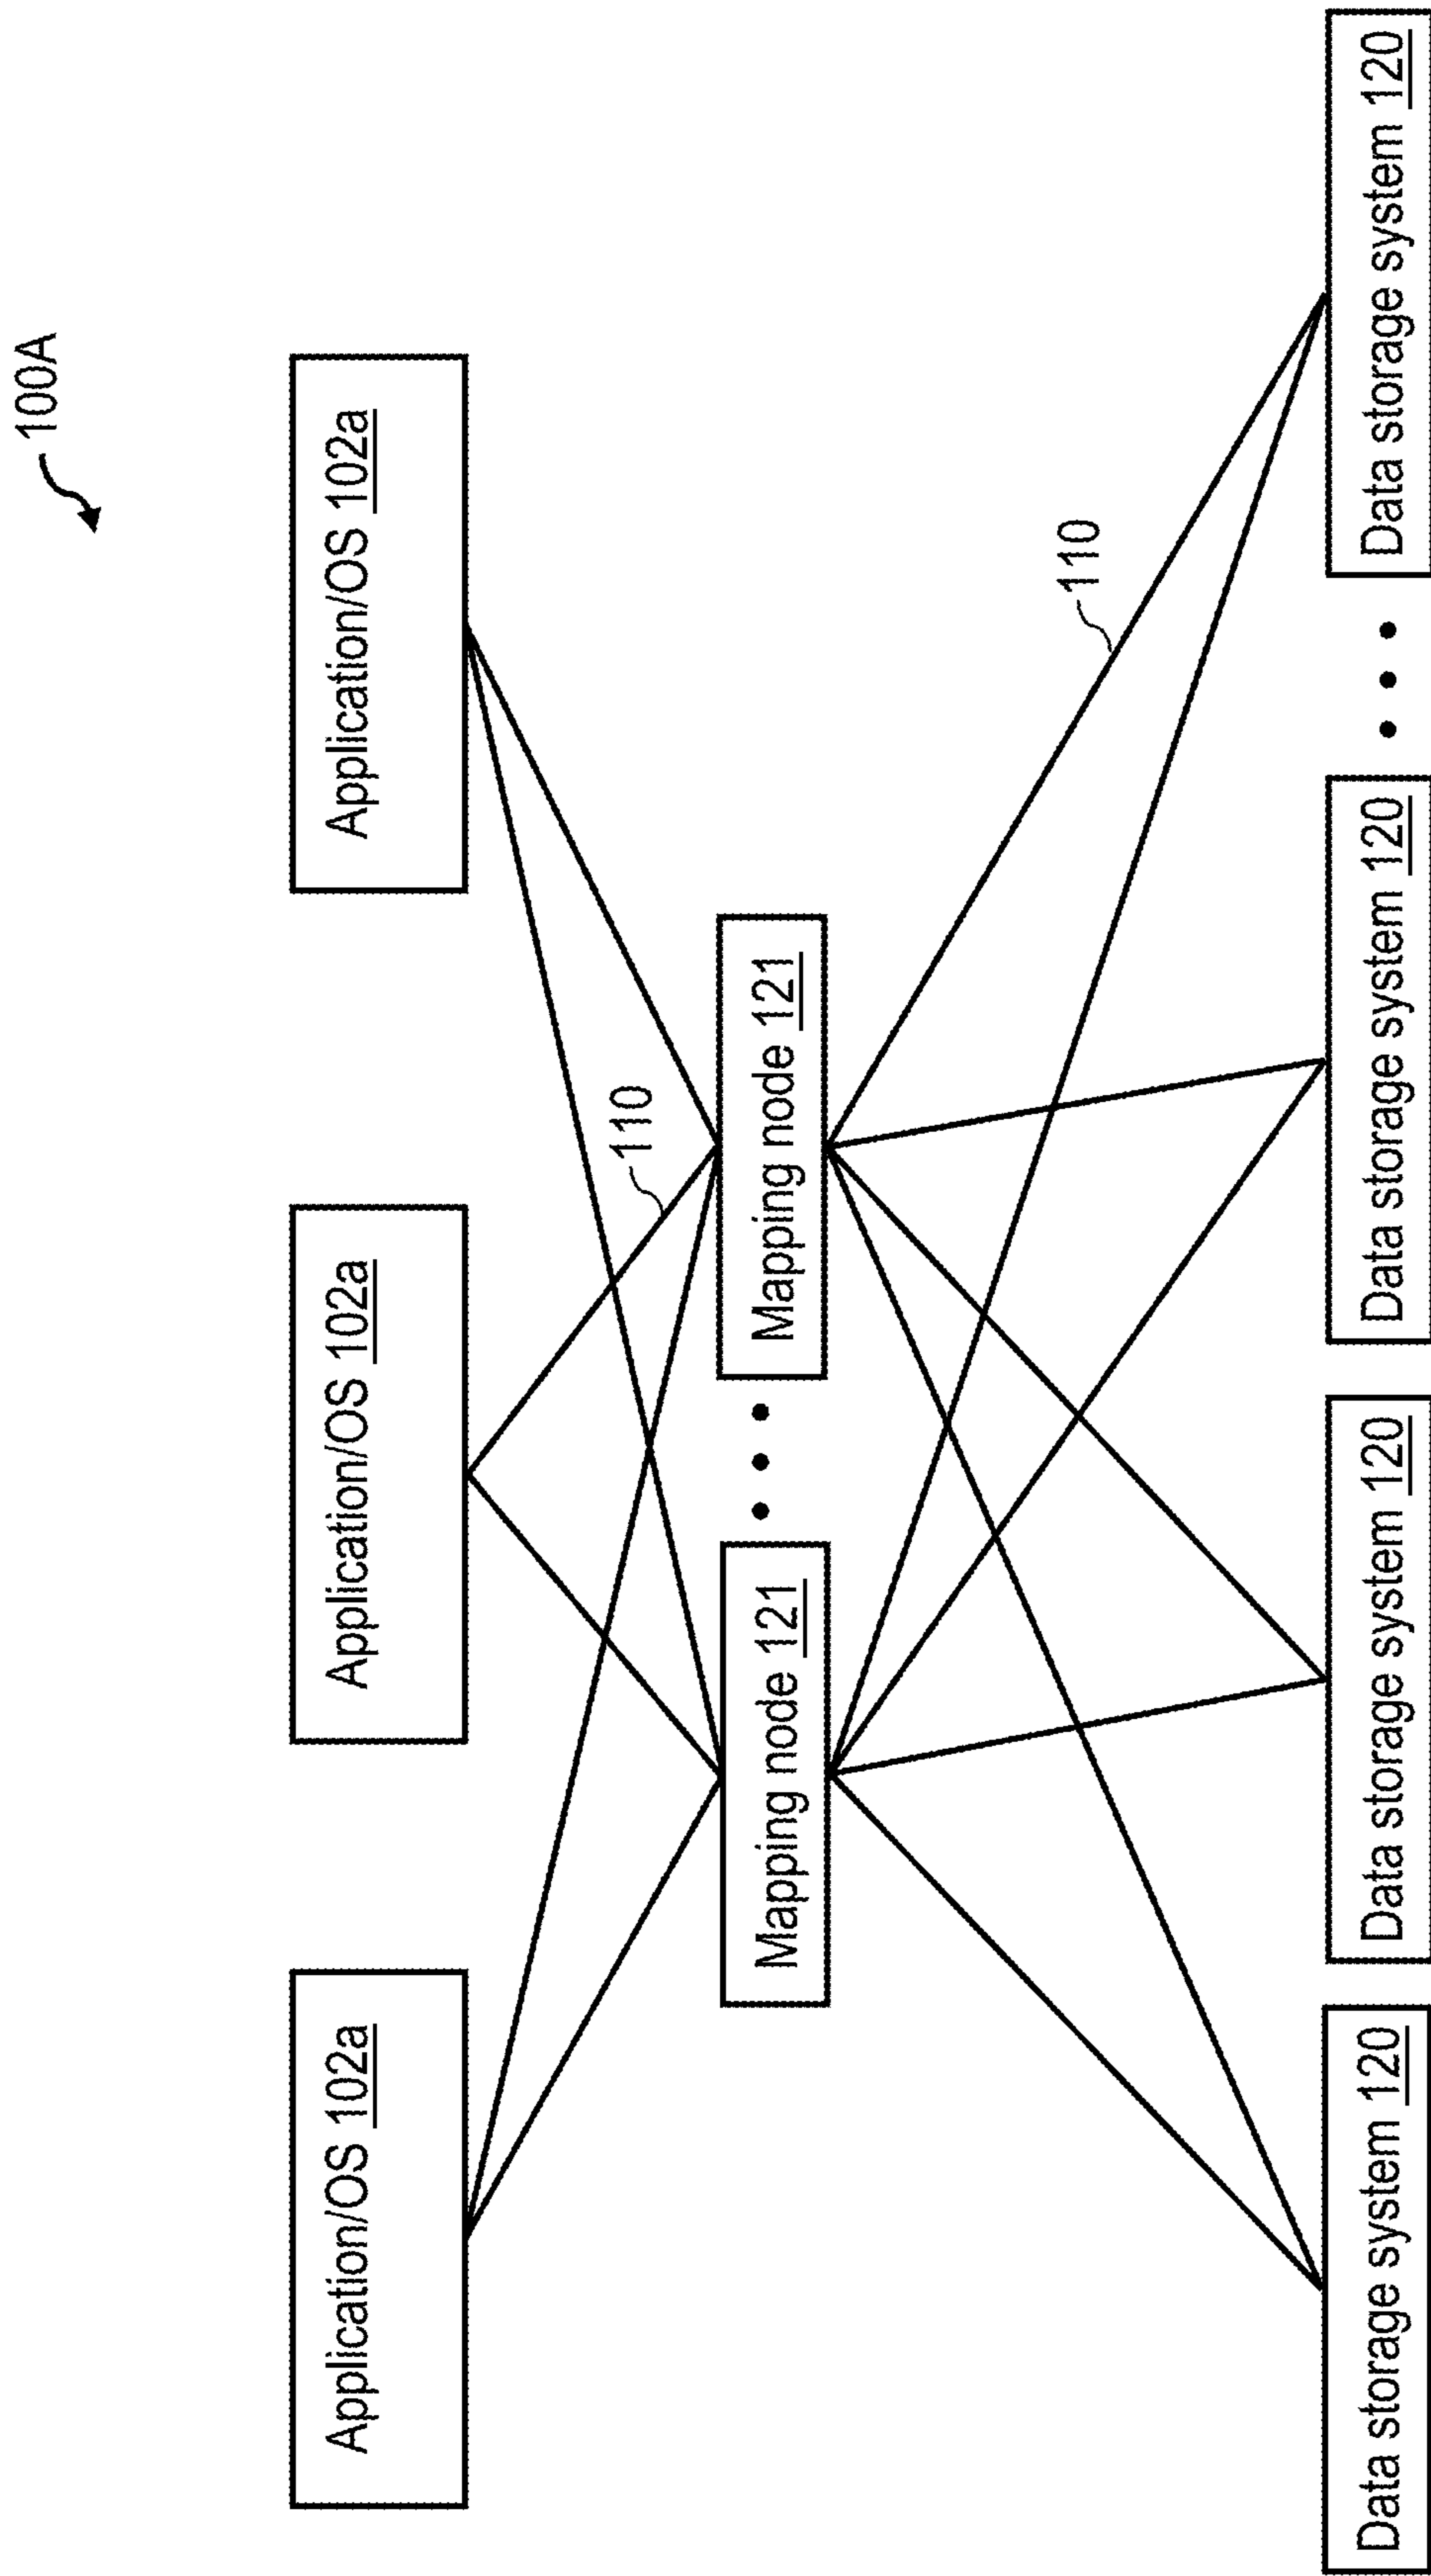 100A
Application/OS 102a
Application/OS 102a
Application/OS 102a
110
Mapping node 121
Mapping node 121
110
Data storage system 120
Data storage system 120
Data storage system 120
Data storage system 120